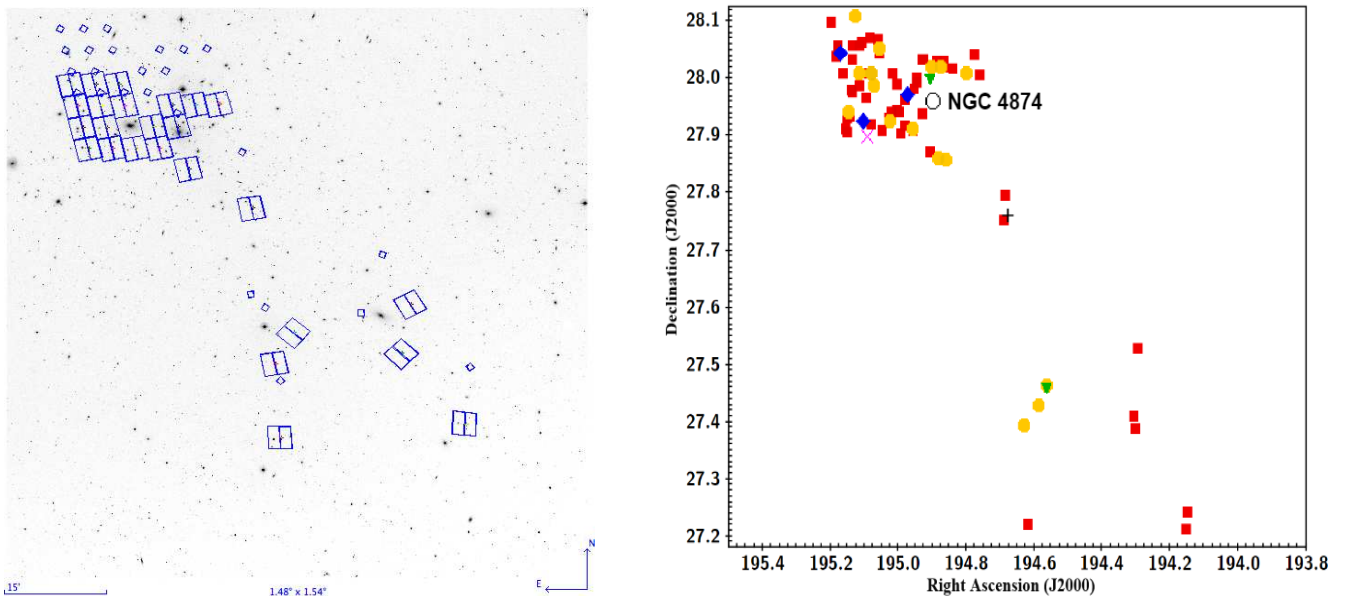 N
E
15'
1.48° x 1.54°
28.1
28.0
27.9
27.8
27.7
27.6
27.5
27.4
27.3
27.2
Declination (J2000)
NGC 4874
195.4 195.2 195.0 194.8 194.6 194.4 194.2 194.0 193.8
Right Ascension (J2000)